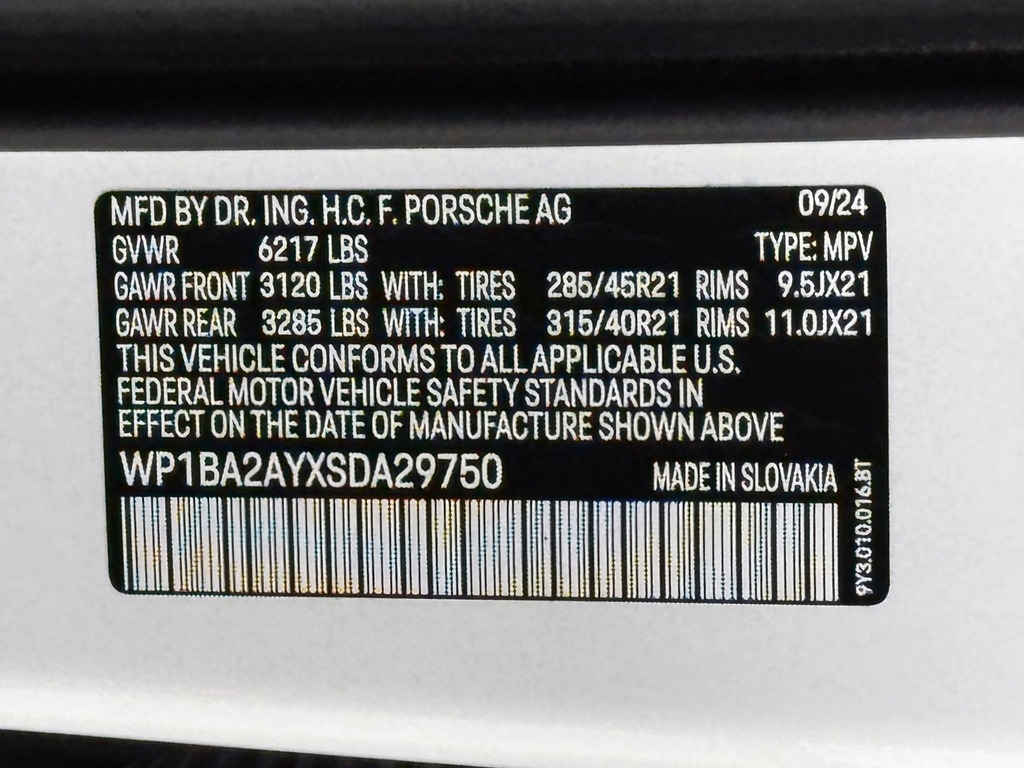 MFD BY DR. ING. H.C. F. PORSCHE AG 09/24
GVWR 6217 LBS TYPE: MPV
GAWR FRONT 3120 LBS WITH: TIRES 285/45R21 RIMS 9.5JX21
GAWR REAR 3285 LBS WITH: TIRES 315/40R21 RIMS 11.0JX21
THIS VEHICLE CONFORMS TO ALL APPLICABLE U.S.
FEDERAL MOTOR VEHICLE SAFETY STANDARDS IN
EFFECT ON THE DATE OF MANUFACTURE SHOWN ABOVE
WP1BA2AYXSDA29750 MADE IN SLOVAKIA
9Y3.010.016.BT